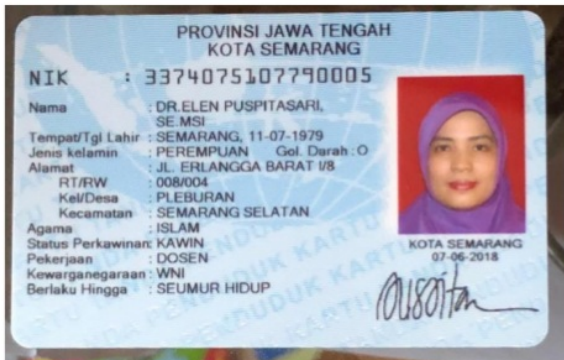 PROVINSI JAWA TENGAH
KOTA SEMARANG
NIK : 3374075107790005
Nama : DR.ELEN PUSPITASARI,
SE.MSI
Tempat/Tgl Lahir : SEMARANG, 11-07-1979
Jenis kelamin : PEREMPUAN Gol. Darah : O
Alamat : JL. ERLANGGA BARAT I/8
RT/RW : 008/004
Kel/Desa : PLEBURAN
Kecamatan : SEMARANG SELATAN
Agama : ISLAM
Status Perkawinan: KAWIN
Pekerjaan : DOSEN
Kewarganegaraan: WNI
Berlaku Hingga : SEUMUR HIDUP
KOTA SEMARANG
07-06-2018